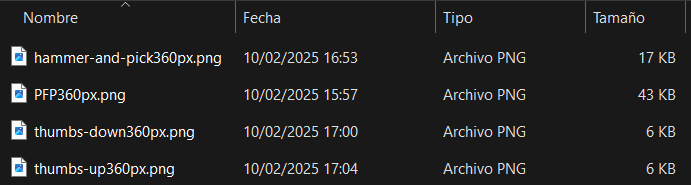 Nombre Fecha Tipo Tamaño
hammer-and-pick360px.png 10/02/2025 16:53 Archivo PNG 17 KB
PFP360px.png 10/02/2025 15:57 Archivo PNG 43 KB
thumbs-down360px.png 10/02/2025 17:00 Archivo PNG 6 KB
thumbs-up360px.png 10/02/2025 17:04 Archivo PNG 6 KB